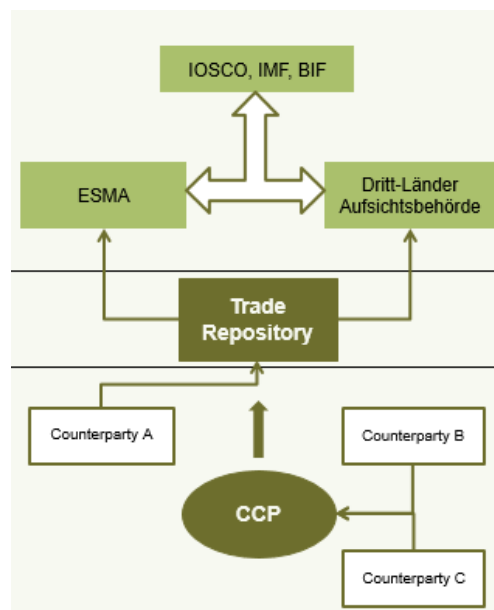 IOSCO, IMF, BIF
ESMA
Dritt-Länder
Aufsichtsbehörde
Trade
Repository
Counterparty A
Counterparty B
CCP
Counterparty C